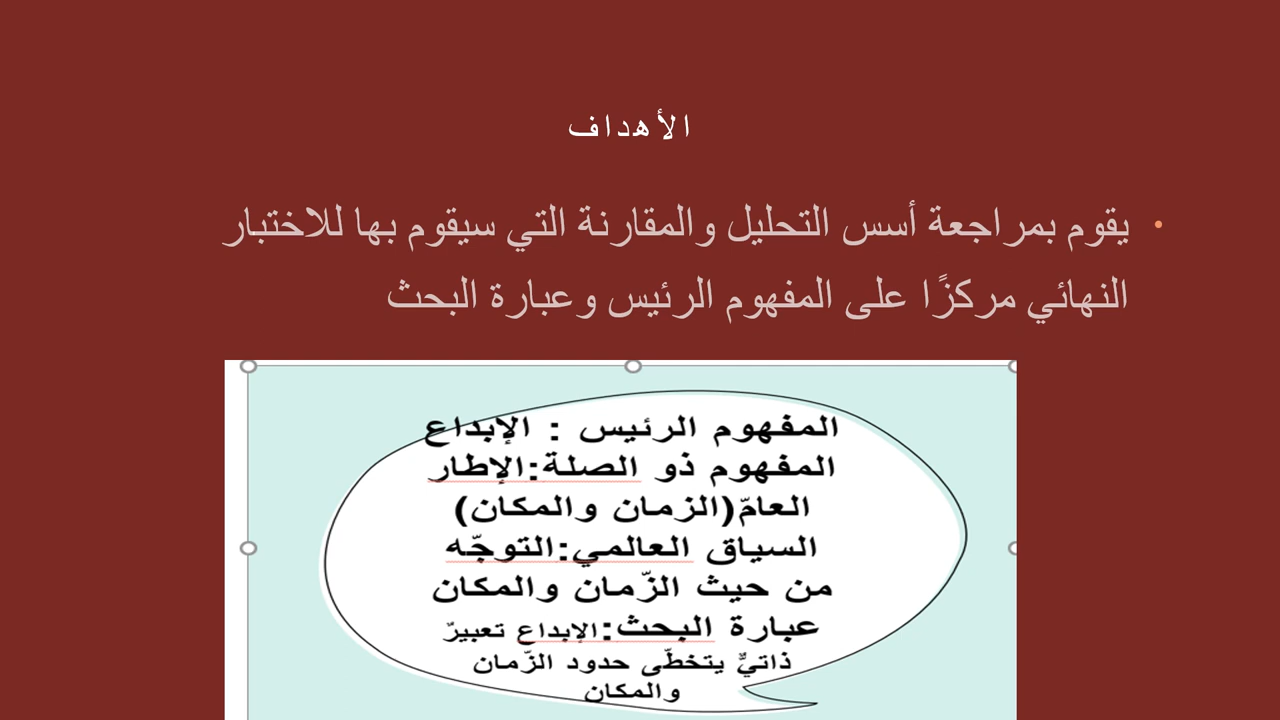 الأهداف
يقوم بمراجعة أسس التحليل والمقارنة التي سيقوم بها للاختبار
النهائي مركزًا على المفهوم الرئيس وعبارة البحث
المفهوم الرئيس : الإبداع
المفهوم ذو الصلة:الإطار
العامّ(الزمان والمكان)
السياق العالمي:التوجّه
من حيث الزّمان والمكان
عبارة البحث:الإبداع تعبيرٌ
ذاتيٌّ يتخطّى حدود الزّمان
والمكان